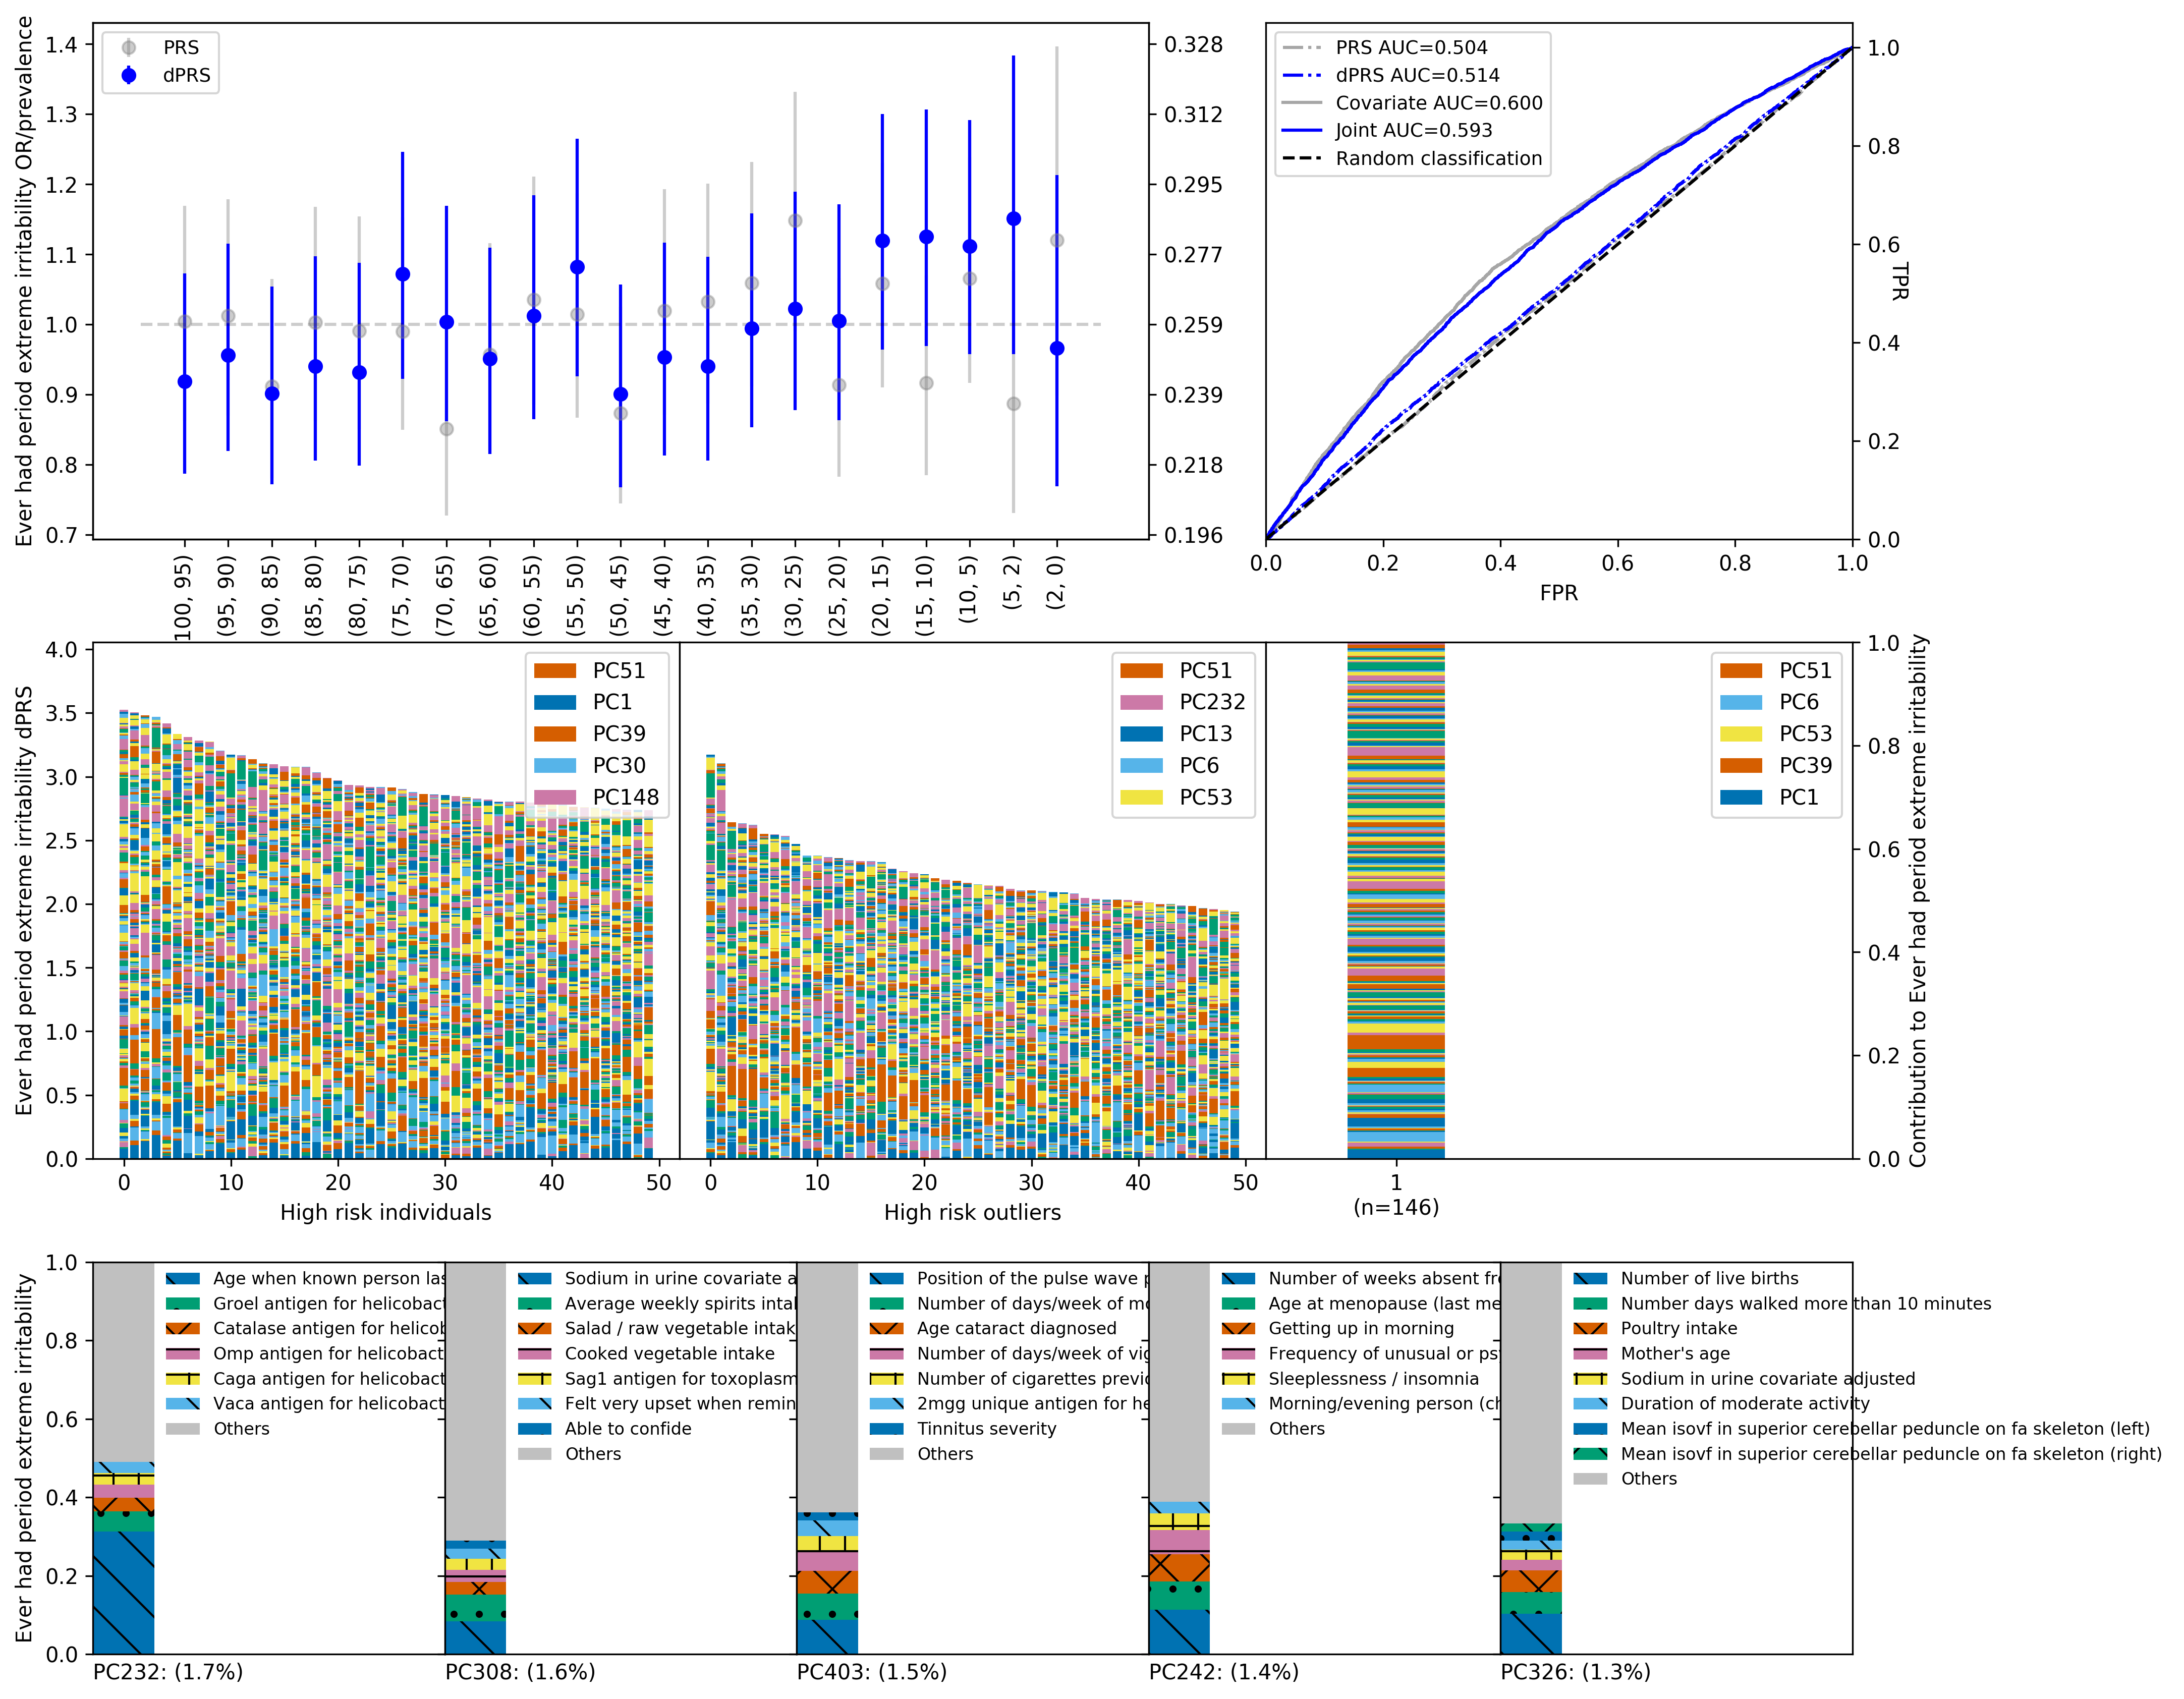 Ever had period extreme irritability OR/prevalence
1.4
1.3
1.2
1.1
1.0
0.9
0.8
0.7
PRS
dPRS
0.328
0.312
0.295
0.277
0.259
0.239
0.218
0.196
100, 95)
(95, 90)
(90, 85)
(85, 80)
(80, 75)
(75, 70)
(70, 65)
(65, 60)
(60, 55)
(55, 50)
(50, 45)
(45, 40)
(40, 35)
(35, 30)
(30, 25)
(25, 20)
(20, 15)
(15, 10)
(10, 5)
(5, 2)
(2, 0)
PRS AUC=0.504
dPRS AUC=0.514
Covariate AUC=0.600
Joint AUC=0.593
Random classification
1.0
0.8
0.6
0.4
0.2
0.0
TPR
0.0 0.2 0.4 0.6 0.8 1.0
FPR
Ever had period extreme irritability dPRS
4.0
3.5
3.0
2.5
2.0
1.5
1.0
0.5
0.0
PC51
PC1
PC39
PC30
PC148
0 10 20 30 40 50
High risk individuals
PC51
PC232
PC13
PC6
PC53
0 10 20 30 40 50
High risk outliers
PC51
PC6
PC53
PC39
PC1
1
(n=146)
1.0
0.8
0.6
0.4
0.2
0.0
Contribution to Ever had period extreme irritability
Ever had period extreme irritability
1.0
0.8
0.6
0.4
0.2
0.0
Age when known person las
Groel antigen for helicobact
Catalase antigen for helicob
Omp antigen for helicobact
Caga antigen for helicobact
Vaca antigen for helicobact
Others
PC232: (1.7%)
Sodium in urine covariate a
Average weekly spirits intal
Salad / raw vegetable intak
Cooked vegetable intake
Sag1 antigen for toxoplasm
Felt very upset when remin
Able to confide
Others
PC308: (1.6%)
Position of the pulse wave p
Number of days/week of mo
Age cataract diagnosed
Number of days/week of vig
Number of cigarettes previo
2mgg unique antigen for he
Tinnitus severity
Others
PC403: (1.5%)
Number of weeks absent fro
Age at menopause (last me
Getting up in morning
Frequency of unusual or psy
Sleeplessness / insomnia
Morning/evening person (ch
Others
PC242: (1.4%)
Number of live births
Number days walked more than 10 minutes
Poultry intake
Mother's age
Sodium in urine covariate adjusted
Duration of moderate activity
Mean isovf in superior cerebellar peduncle on fa skeleton (left)
Mean isovf in superior cerebellar peduncle on fa skeleton (right)
Others
PC326: (1.3%)